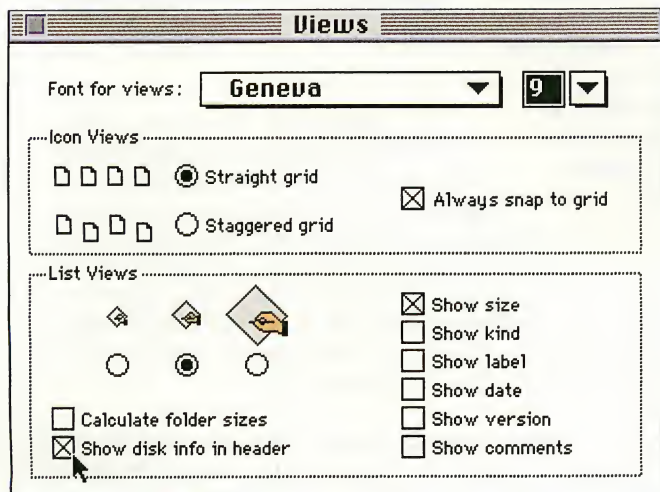 Views
Font for views: Geneva 9
Icon Views
Straight grid
Always snap to grid
Staggered grid
List Views
Show size
Show kind
Show label
Show date
Calculate folder sizes
Show version
Show disk info in header
Show comments